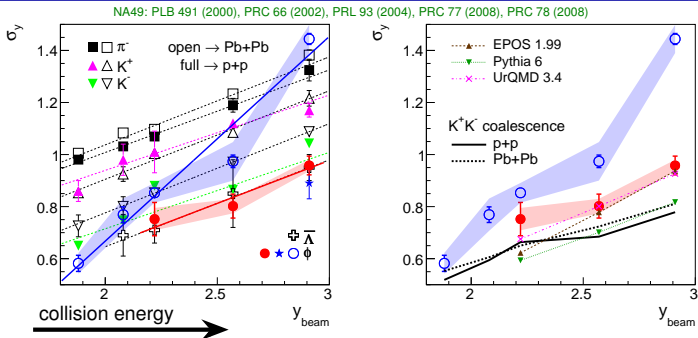 NA49: PLB 491 (2000), PRC 66 (2002), PRL 93 (2004), PRC 77 (2008), PRC 78 (2008)
σy
1.4
1.2
1
0.8
0.6
π-
K+
K-
open → Pb+Pb
full → p+p
Λ̅
ϕ
2
2.5
3
ybeam
collision energy
σy
1.4
1.2
1
0.8
0.6
EPOS 1.99
Pythia 6
UrQMD 3.4
K+K- coalescence
p+p
Pb+Pb
2
2.5
3
ybeam